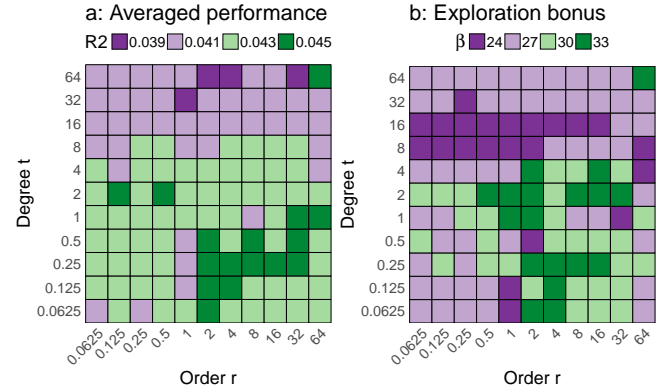 a: Averaged performance
R2 0.039 0.041 0.043 0.045
Degree t
64
32
16
8
4
2
1
0.5
0.25
0.125
0.0625
0.0625 0.125 0.25 0.5 1 2 4 8 16 32 64
Order r
b: Exploration bonus
β 24 27 30 33
Degree t
64
32
16
8
4
2
1
0.5
0.25
0.125
0.0625
0.0625 0.125 0.25 0.5 1 2 4 8 16 32 64
Order r